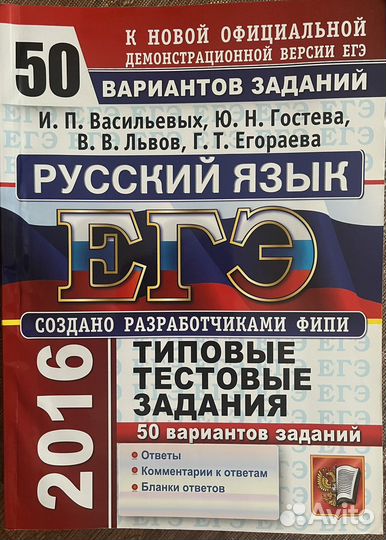 К НОВОЙ ОФИЦИАЛЬНОЙ
ДЕМОНСТРАЦИОННОЙ ВЕРСИИ ЕГЭ
50 ВАРИАНТОВ ЗАДАНИЙ
И. П. Васильевых, Ю. Н. Гостева,
В. В. Львов, Г. Т. Егораева
РУССКИЙ ЯЗЫК
ЕГЭ
СОЗДАНО РАЗРАБОТЧИКАМИ ФИПИ
2016
ТИПОВЫЕ
ТЕСТОВЫЕ
ЗАДАНИЯ
50 ВАРИАНТОВ ЗАДАНИЙ
• Ответы
• Комментарии к ответам
• Бланки ответов
Avito